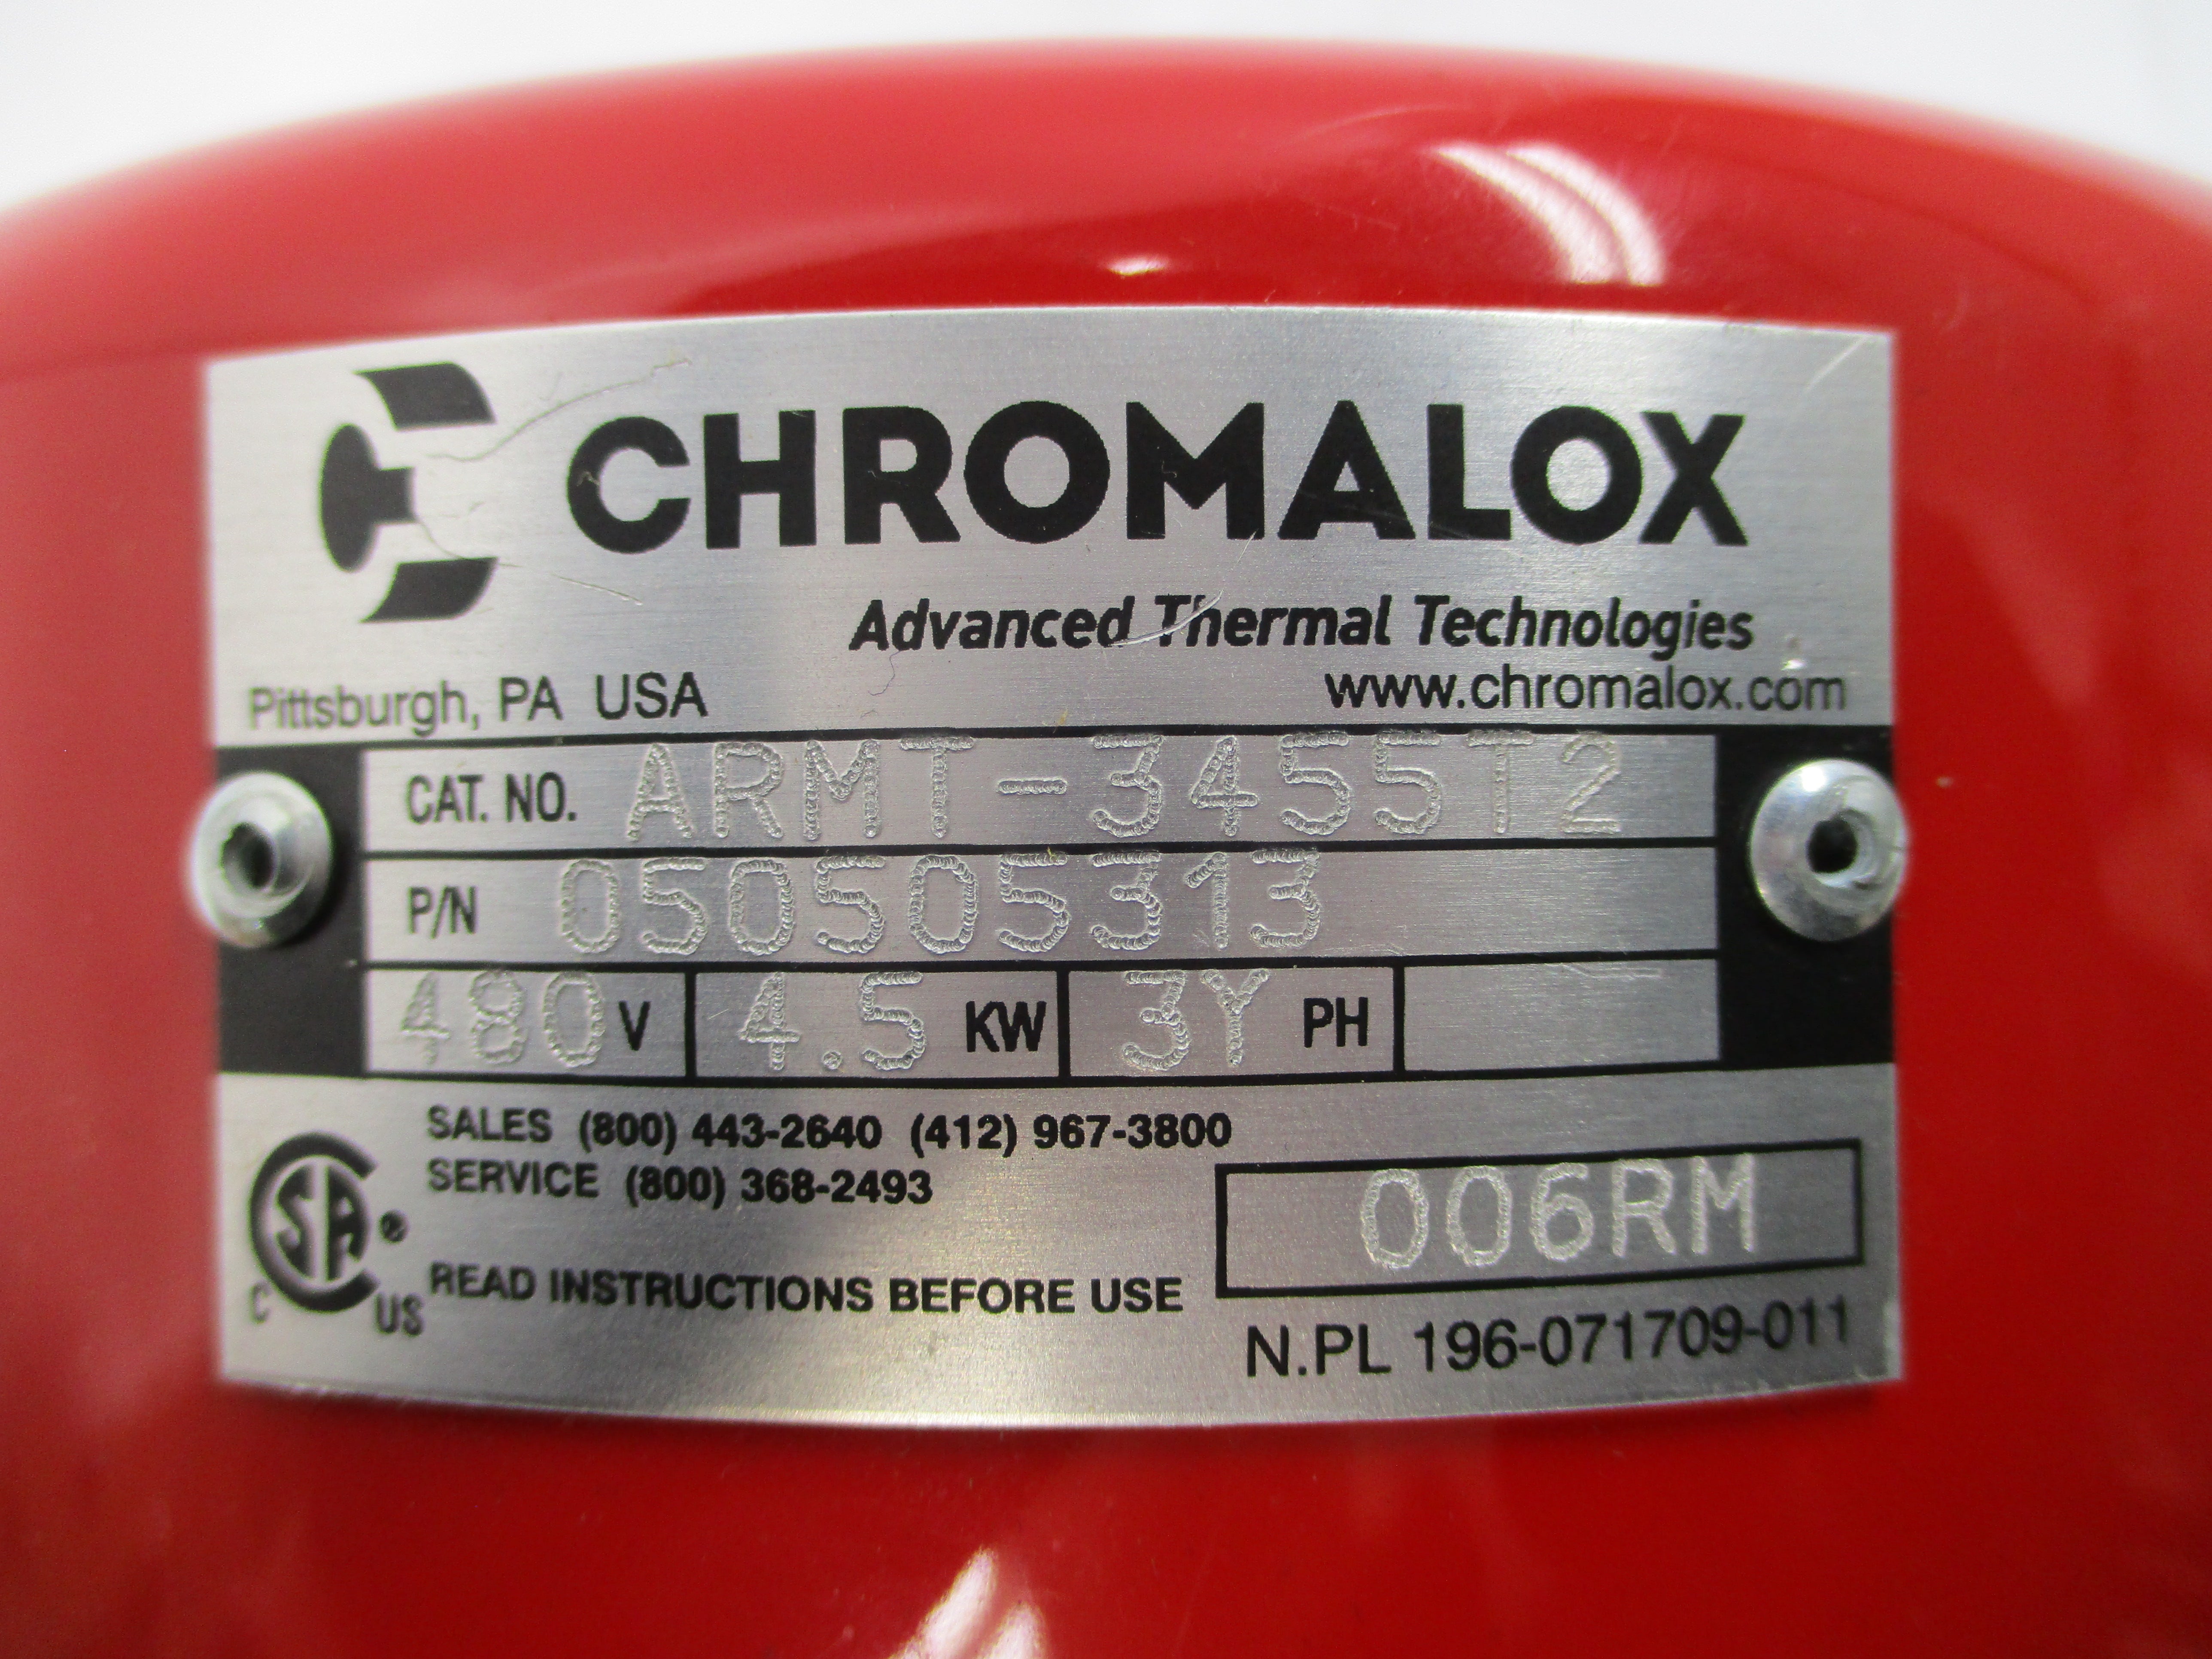 CHROMALOX
Advanced Thermal Technologies
Pittsburgh, PA USA www.chromalox.com
CAT. NO. ARMT-3455T2
P/N 050505313
480 V 4.5 KW 3Y PH
SALES (800) 443-2640 (412) 967-3800
SERVICE (800) 368-2493
006RM
CSA® C US
READ INSTRUCTIONS BEFORE USE
N.PL 196-071709-011